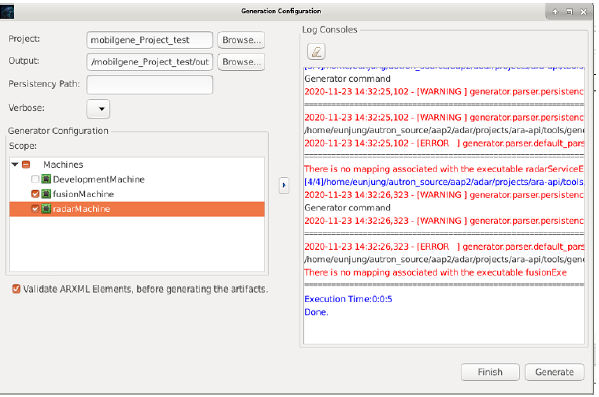 Generation Configuration
Project:
mobilgene_Project_test
Browse...
Output:
/mobilgene_Project_test/out
Browse...
Persistency Path:
Verbose:
Generator Configuration
Scope:
Machines
DevelopmentMachine
fusionMachine
radarMachine
Validate ARXML Elements, before generating the artifacts.
Log Consoles
Generator command
2020-11-23 14:32:25,102 - [WARNING ] generator.parser.persistenc
2020-11-23 14:32:25,102 - [WARNING ] generator.parser.persistenc
/home/eunjung/autron_source/aap2/adar/projects/ara-api/tools/gene
2020-11-23 14:32:25,102 - [ERROR   ] generator.parser.default_pars
There is no mapping associated with the executable radarServiceE
[4/4]/home/eunjung/autron_source/aap2/adar/projects/ara-api/tools,
2020-11-23 14:32:26,323 - [WARNING ] generator.parser.persistenc
Generator command
2020-11-23 14:32:26,323 - [WARNING ] generator.parser.persistenc
2020-11-23 14:32:26,323 - [ERROR   ] generator.parser.default_pars
/home/eunjung/autron_source/aap2/adar/projects/ara-api/tools/gene
There is no mapping associated with the executable fusionExe
Execution Time:0:0:5
Done.
Finish
Generate